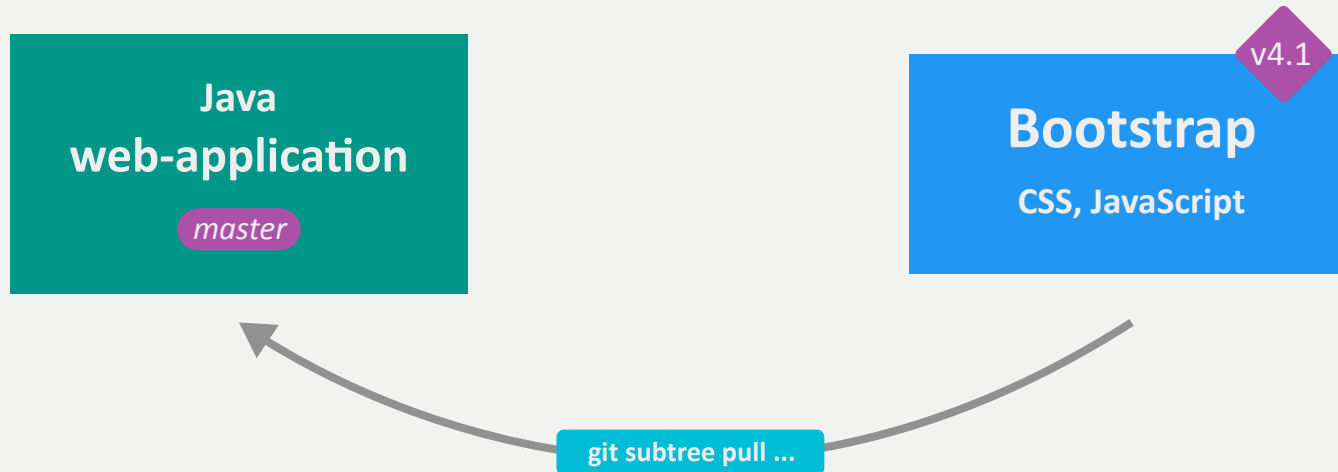 Java
web-application
master
v4.1
Bootstrap
CSS, JavaScript
git subtree pull ...